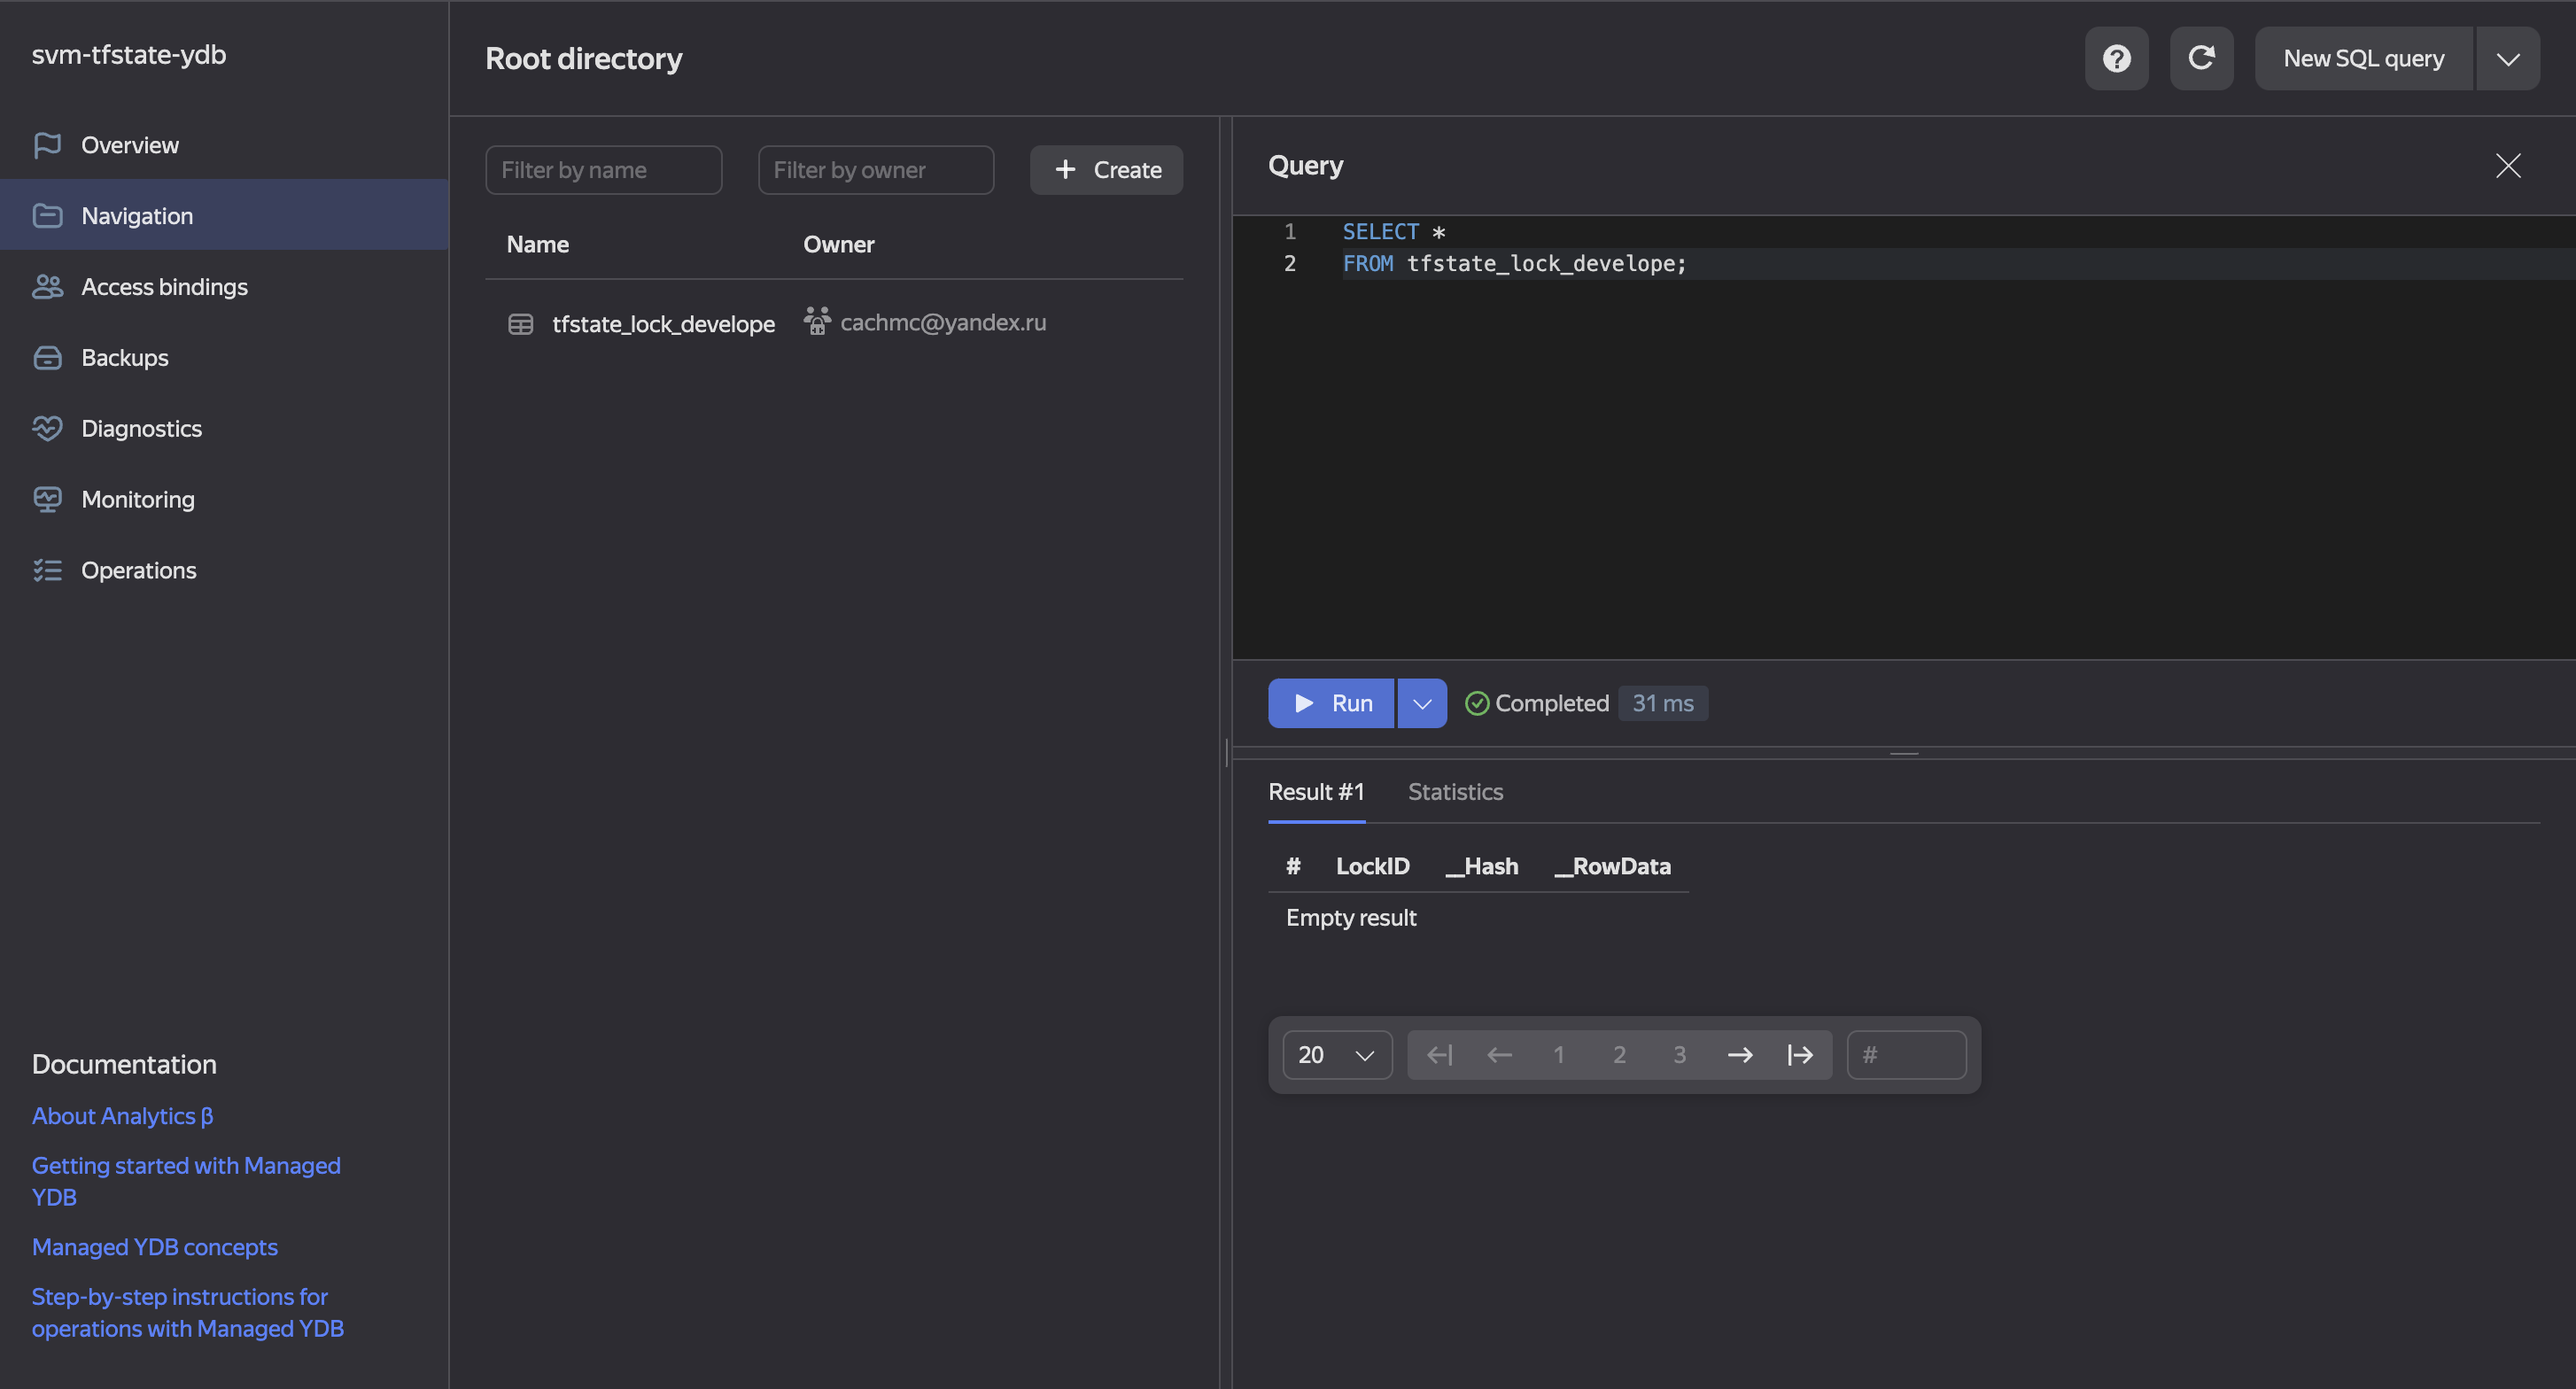 svm-tfstate-ydb
Overview
Navigation
Access bindings
Backups
Diagnostics
Monitoring
Operations
Documentation
About Analytics β
Getting started with Managed
YDB
Managed YDB concepts
Step-by-step instructions for
operations with Managed YDB
Root directory
New SQL query
Filter by name
Filter by owner
+ Create
Name Owner
tfstate_lock_develope cachmc@yandex.ru
Query
1 SELECT *
2 FROM tfstate_lock_develope;
Run Completed 31 ms
Result #1 Statistics
# LockID __Hash __RowData
Empty result
20 1 2 3 #